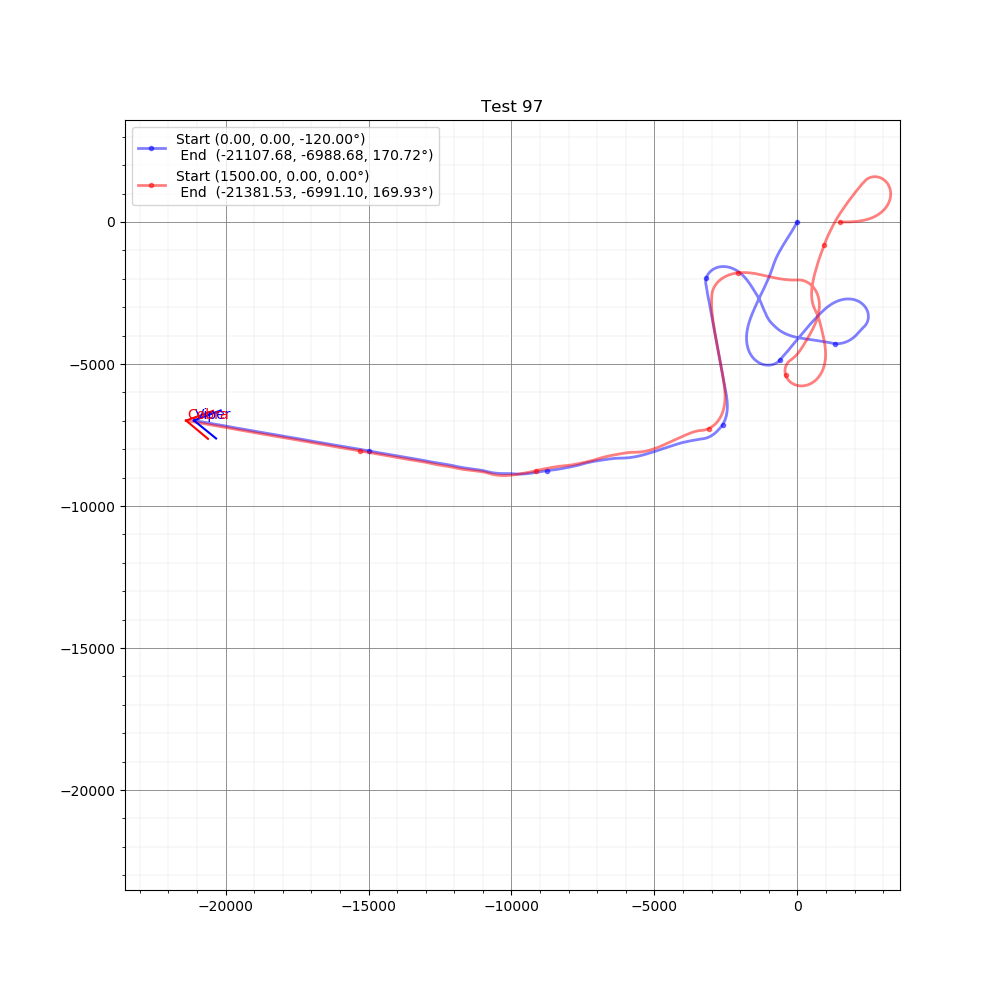 Test 97
Start (0.00, 0.00, -120.00°)
End (-21107.68, -6988.68, 170.72°)
Start (1500.00, 0.00, 0.00°)
End (-21381.53, -6991.10, 169.93°)
0
−5000
−10000
−15000
−20000
−20000
−15000
−10000
−5000
0